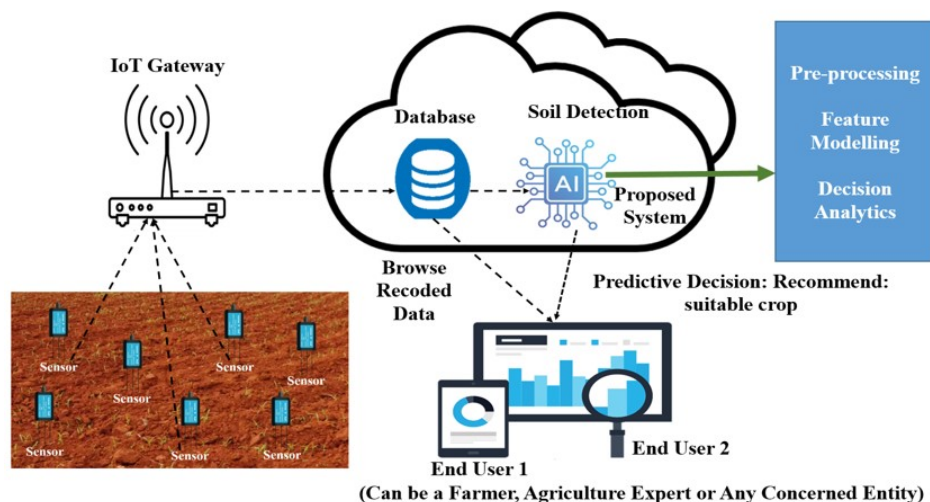 IoT Gateway
Database
Soil Detection
AI
Proposed
System
Pre-processing
Feature
Modelling
Decision
Analytics
Browse
Recoded
Data
Predictive Decision: Recommend:
suitable crop
Sensor
Sensor
Sensor
Sensor
Sensor
Sensor
Sensor
End User 1
End User 2
(Can be a Farmer, Agriculture Expert or Any Concerned Entity)